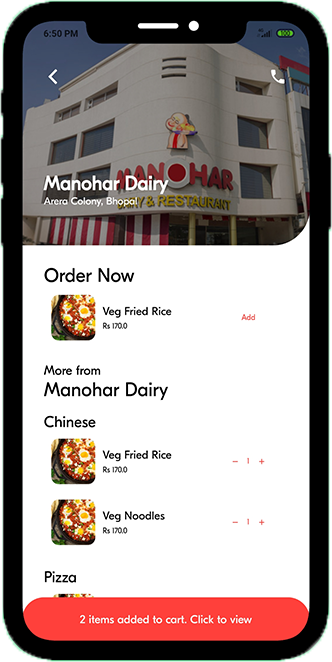 6:50 PM
4G
100
Manohar Dairy
Arera Colony, Bhopal
MANOHAR
DAIRY & RESTAURANT
Order Now
Veg Fried Rice
Rs 170.0
Add
More from
Manohar Dairy
Chinese
Veg Fried Rice
Rs 170.0
− 1 +
Veg Noodles
Rs 170.0
− 1 +
Pizza
2 items added to cart. Click to view